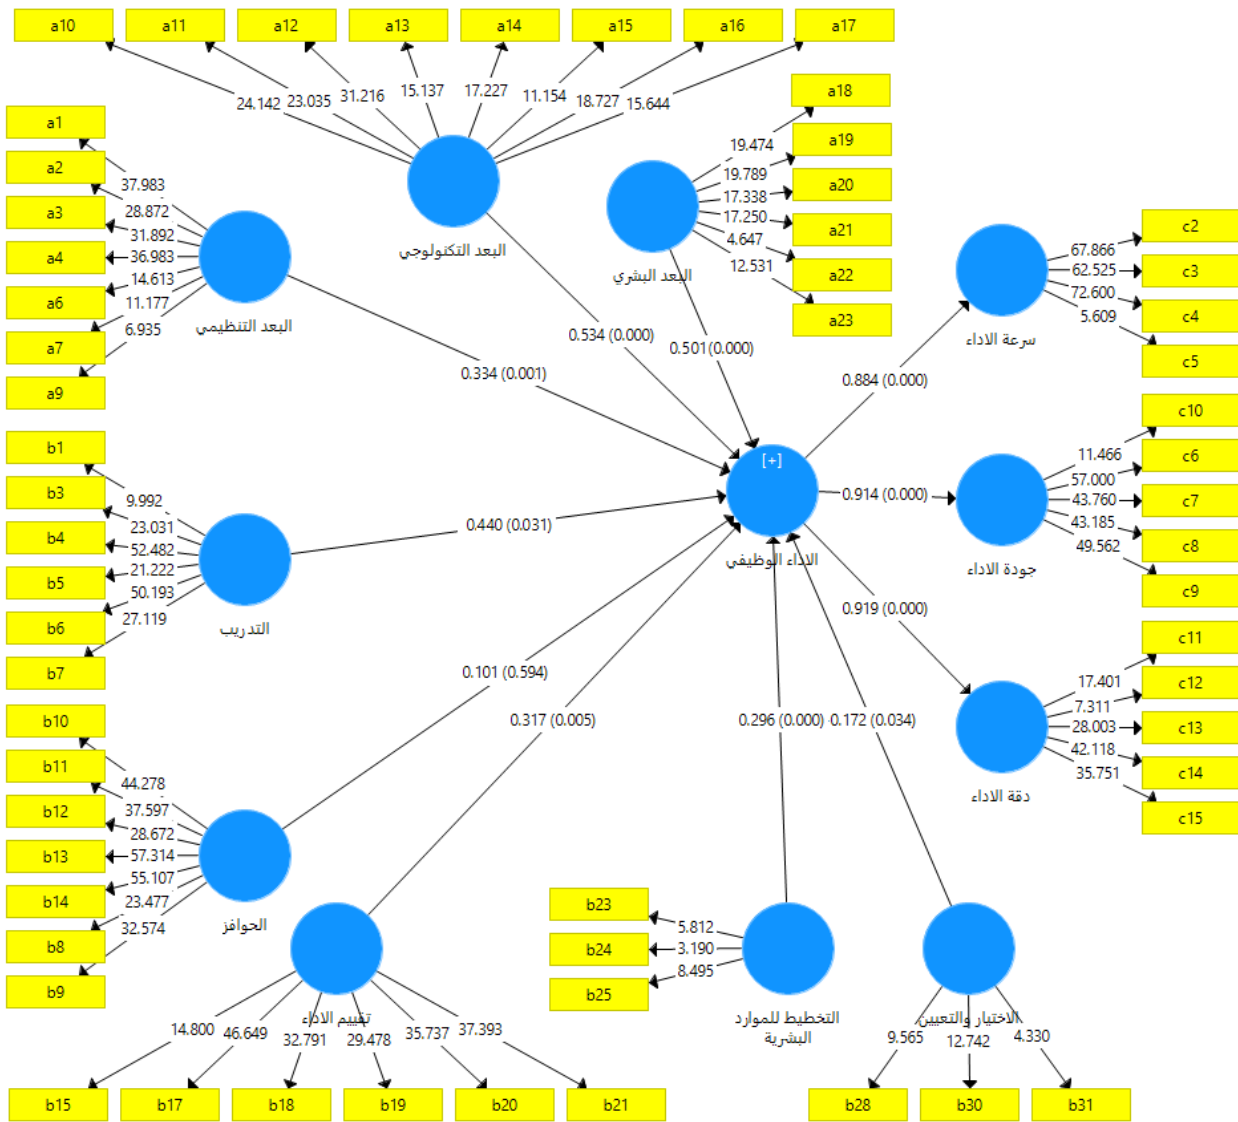 a10
a11
a12
a13
a14
a15
a16
a17
24.142
23.035
31.216
15.137
17.227
11.154
18.727
15.644
البعد التكنولوجي
a18
a19
a20
a21
a22
a23
19.474
19.789
17.338
17.250
4.647
12.531
البعد البشري
a1
a2
a3
a4
a6
a7
a9
37.983
28.872
31.892
36.983
14.613
11.177
6.935
البعد التنظيمي
0.534 (0.000)
0.501 (0.000)
0.334 (0.001)
c2
c3
c4
c5
67.866
62.525
72.600
5.609
سرعة الاداء
0.884 (0.000)
b1
b3
b4
b5
b6
b7
9.992
23.031
52.482
21.222
50.193
27.119
التدريب
0.440 (0.031)
[+]
الاداء الوظيفي
0.914 (0.000)
c10
c6
c7
c8
c9
11.466
57.000
43.760
43.185
49.562
جودة الاداء
0.919 (0.000)
c11
c12
c13
c14
c15
17.401
7.311
28.003
42.118
35.751
دقة الاداء
b10
b11
b12
b13
b14
b8
b9
44.278
37.597
28.672
57.314
55.107
23.477
32.574
الحوافز
0.101 (0.594)
0.317 (0.005)
0.296 (0.000)
-0.172 (0.034)
تقييم الاداء
14.800
46.649
32.791
29.478
35.737
37.393
b15
b17
b18
b19
b20
b21
b23
b24
b25
5.812
3.190
8.495
التخطيط للموارد
البشرية
الاختيار والتعيين
9.565
12.742
4.330
b28
b30
b31